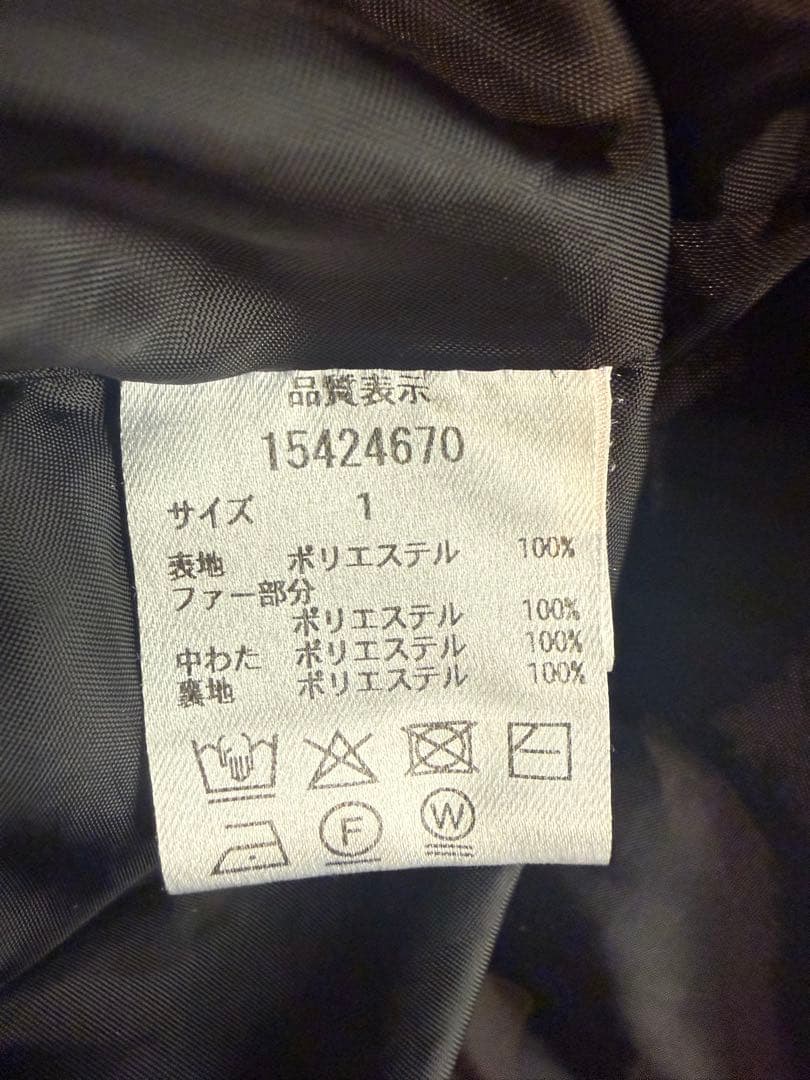 品質表示
15424670
サイズ 1
表地 ポリエステル 100%
ファー部分
ポリエステル 100%
中わた ポリエステル 100%
裏地 ポリエステル 100%
F W